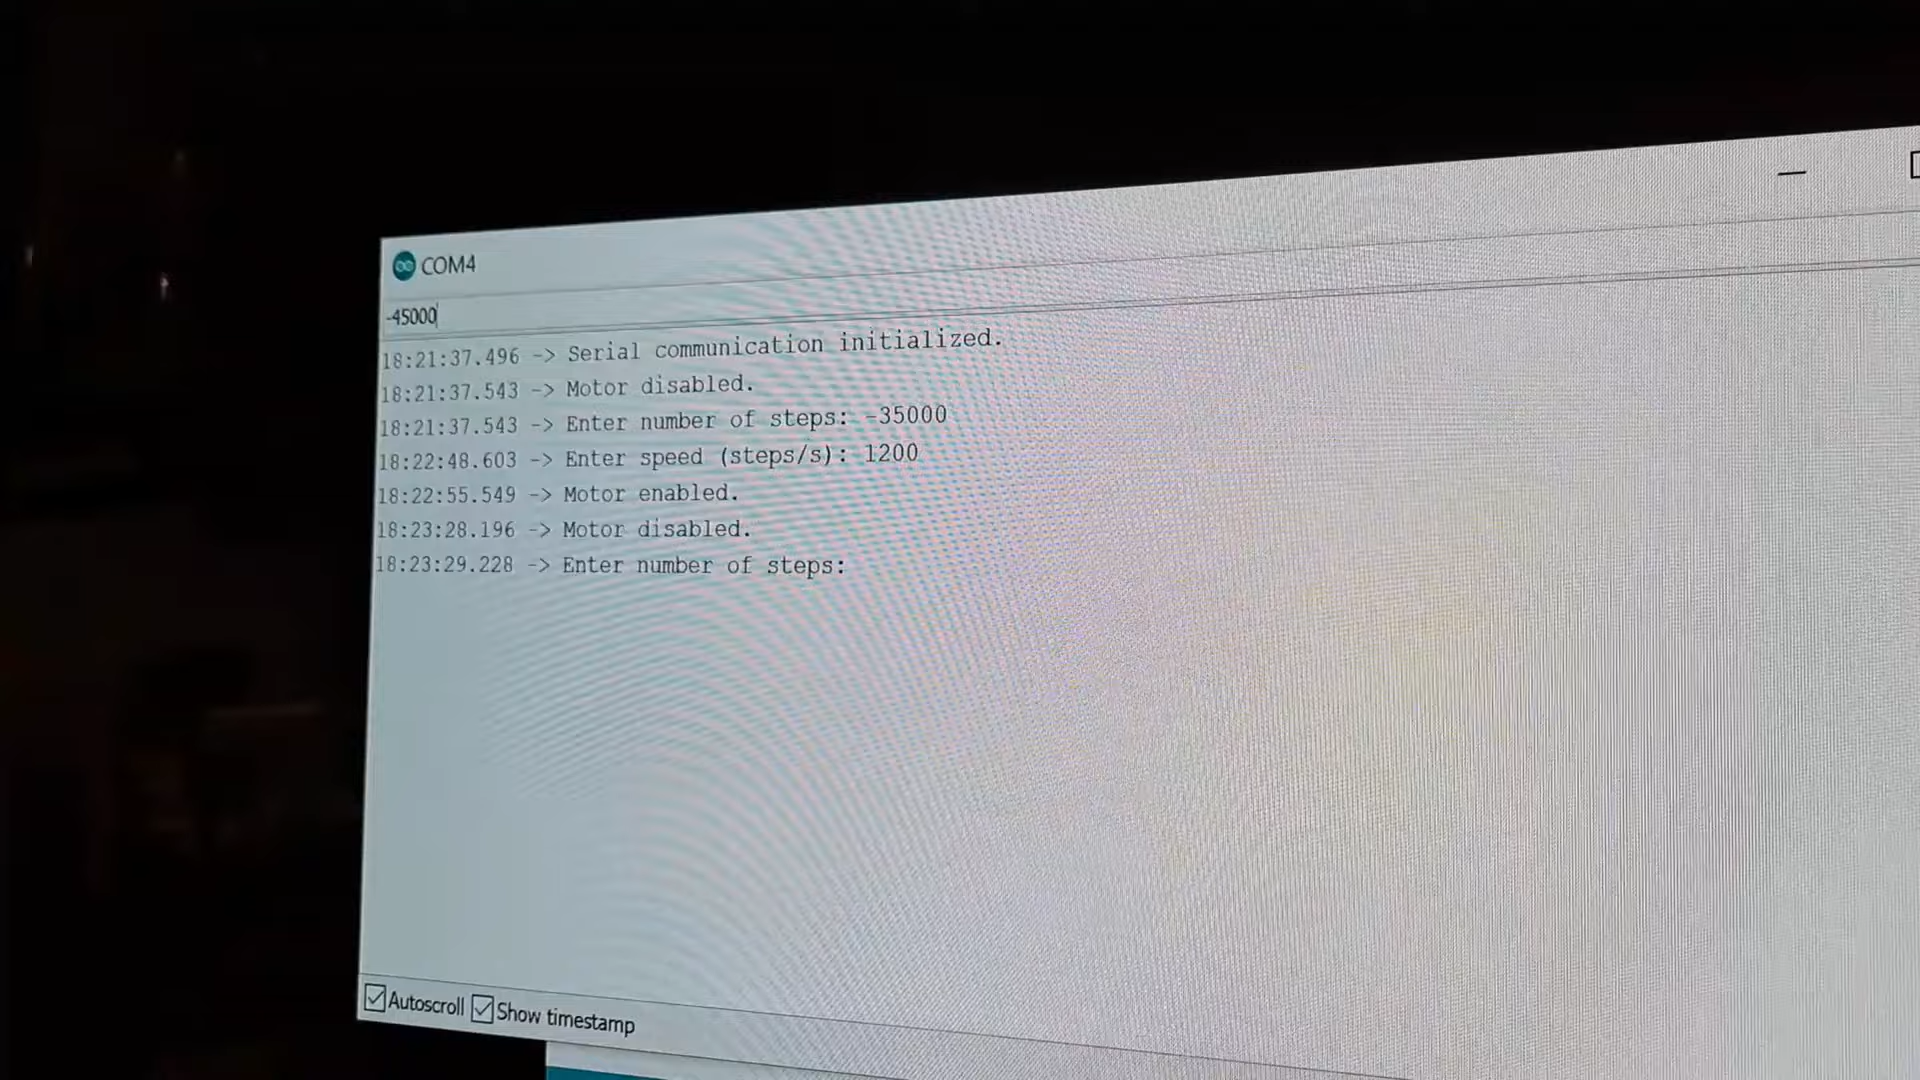 COM4
-45000
18:21:37.496 -> Serial communication initialized.
18:21:37.543 -> Motor disabled.
18:21:37.543 -> Enter number of steps: -35000
18:22:48.603 -> Enter speed (steps/s): 1200
18:22:55.549 -> Motor enabled.
18:23:28.196 -> Motor disabled.
18:23:29.228 -> Enter number of steps:
Autoscroll Show timestamp